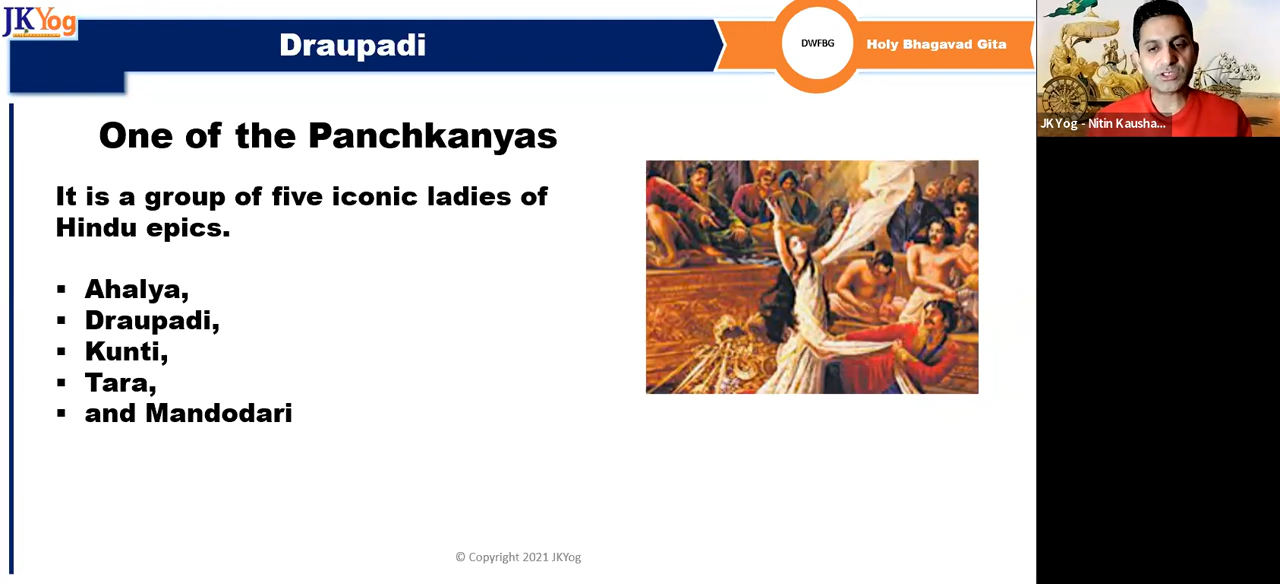 JKYog
Draupadi
DWFBG
Holy Bhagavad Gita
JK Yog - Nitin Kausha...
One of the Panchkanyas
It is a group of five iconic ladies of
Hindu epics.
▪ Ahalya,
▪ Draupadi,
▪ Kunti,
▪ Tara,
▪ and Mandodari
© Copyright 2021 JKYog